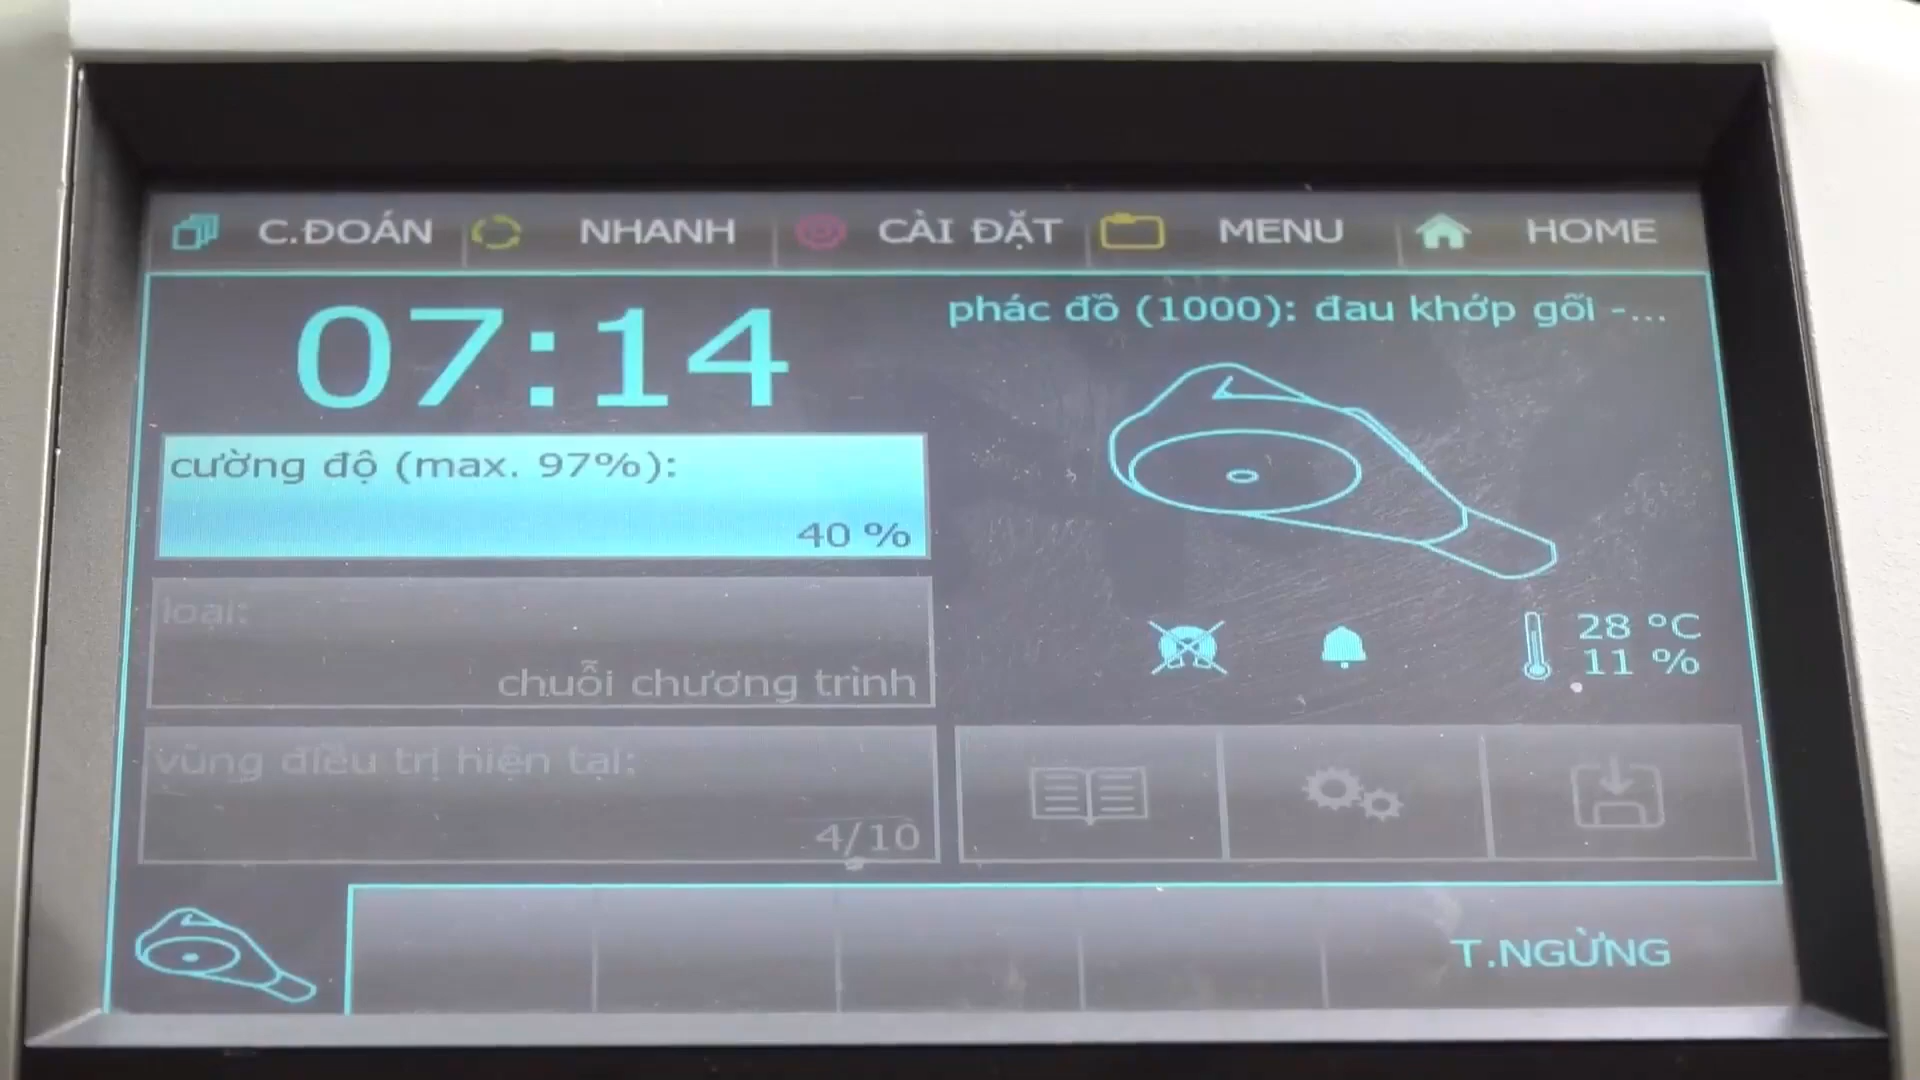 C.ĐOÁN NHANH CÀI ĐẶT MENU HOME
07:14
phác đồ (1000): đau khớp gối -...
cường độ (max. 97%):
40 %
loại:
chuỗi chương trình
vùng điều trị hiện tại:
4/10
28 °C
11 %
T.NGỪNG